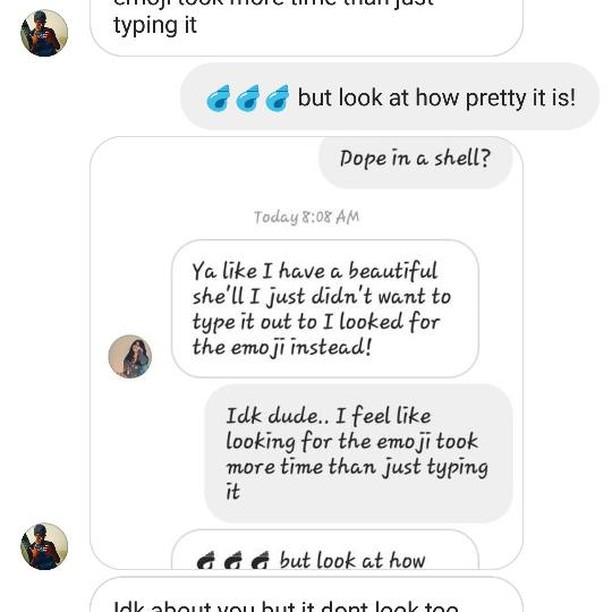 emoji took more time than just
typing it
💧💧💧 but look at how pretty it is!
Dope in a shell?
Today 8:08 AM
Ya like I have a beautiful
she'll I just didn't want to
type it out to I looked for
the emoji instead!
Idk dude.. I feel like
looking for the emoji took
more time than just typing
it
but look at how
Idk about you but it dont look too